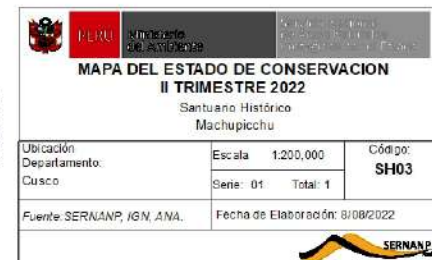 PERÚ
Ministerio
del Ambiente
MAPA DEL ESTADO DE CONSERVACION
II TRIMESTRE 2022
Santuario Histórico
Machupicchu
Ubicación
Departamento:
Cusco
Escala 1:200,000
Serie: 01 Total: 1
Código:
SH03
Fuente: SERNANP, IGN, ANA.
Fecha de Elaboración: 8/08/2022
SERNANP